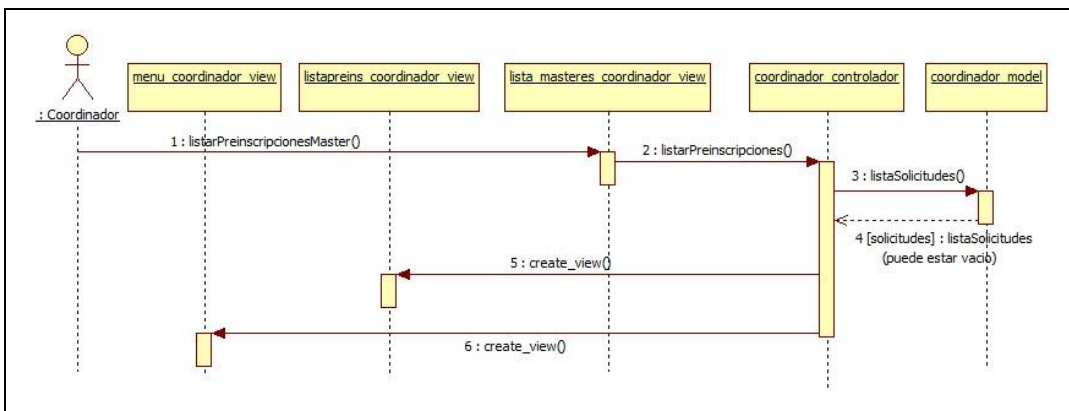 menu_coordinador_view
listapreins_coordinador_view
lista_masteres_coordinador_view
coordinador_controlador
coordinador_model
: Coordinador
1 : listarPreinscripcionesMaster()
2 : listarPreinscripciones()
3 : listaSolicitudes()
4 [solicitudes] : listaSolicitudes
(puede estar vacio)
5 : create_view()
6 : create_view()